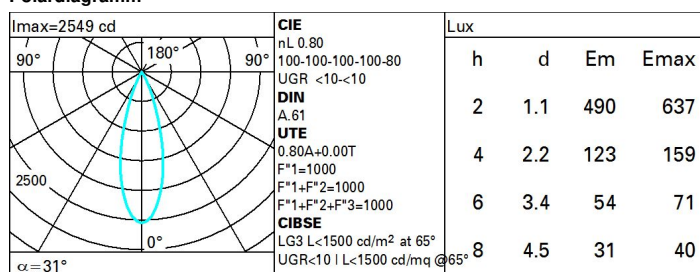 Imax=2549 cd
90° 180° 90°
2500
0°
α=31°
CIE
nL 0.80
100-100-100-100-80
UGR <10-<10
DIN
A.61
UTE
0.80A+0.00T
F"1=1000
F"1+F"2=1000
F"1+F"2+F"3=1000
CIBSE
LG3 L<1500 cd/m² at 65°
UGR<10 | L<1500 cd/mq @65°
Lux
h d Em Emax
2 1.1 490 637
4 2.2 123 159
6 3.4 54 71
8 4.5 31 40